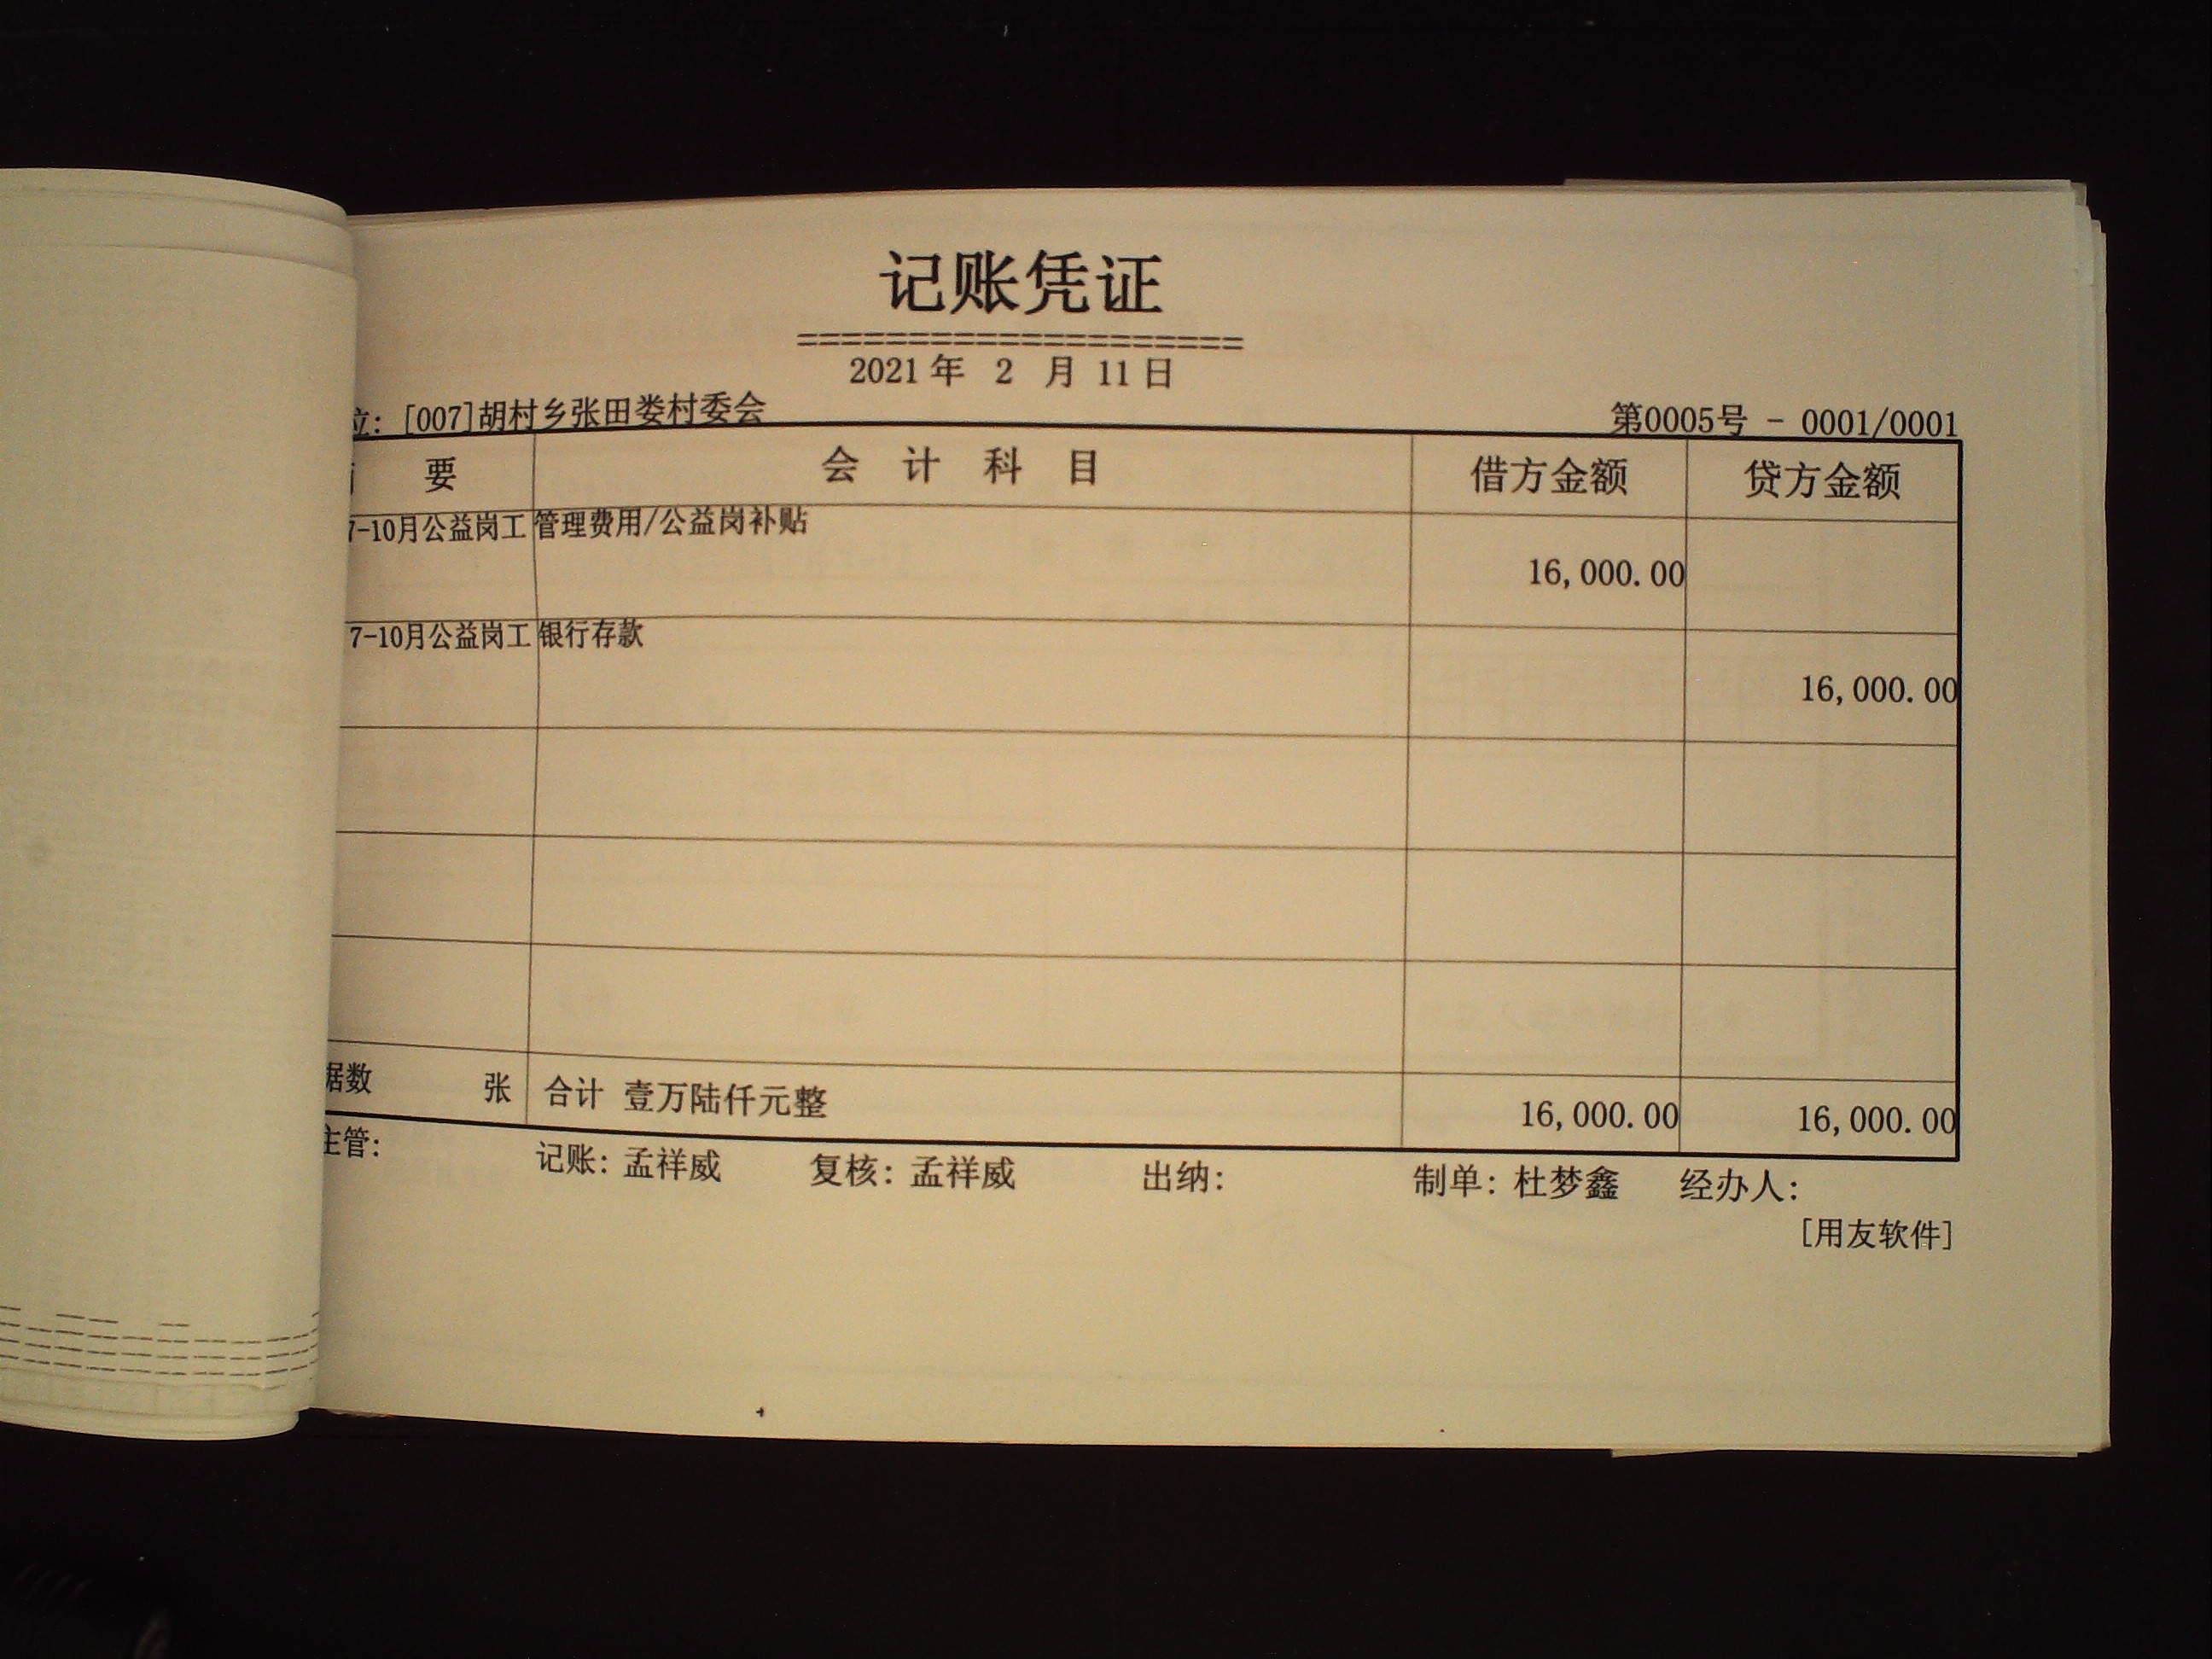 记账凭证
===================
2021 年 2 月 11 日
位: [007]胡村乡张田娄村委会 第0005号 - 0001/0001
要 会 计 科 目 借方金额 贷方金额
7-10月公益岗工 管理费用/公益岗补贴
16,000.00
7-10月公益岗工 银行存款
16,000.00
据数 张 合计 壹万陆仟元整 16,000.00 16,000.00
主管: 记账: 孟祥威 复核: 孟祥威 出纳: 制单: 杜梦鑫 经办人:
[用友软件]